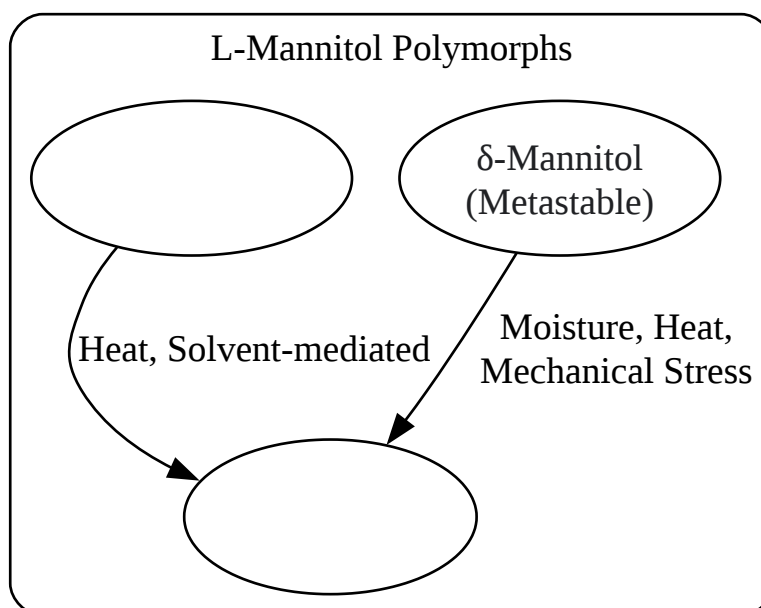 L-Mannitol Polymorphs
δ-Mannitol
(Metastable)
Heat, Solvent-mediated
Moisture, Heat,
Mechanical Stress